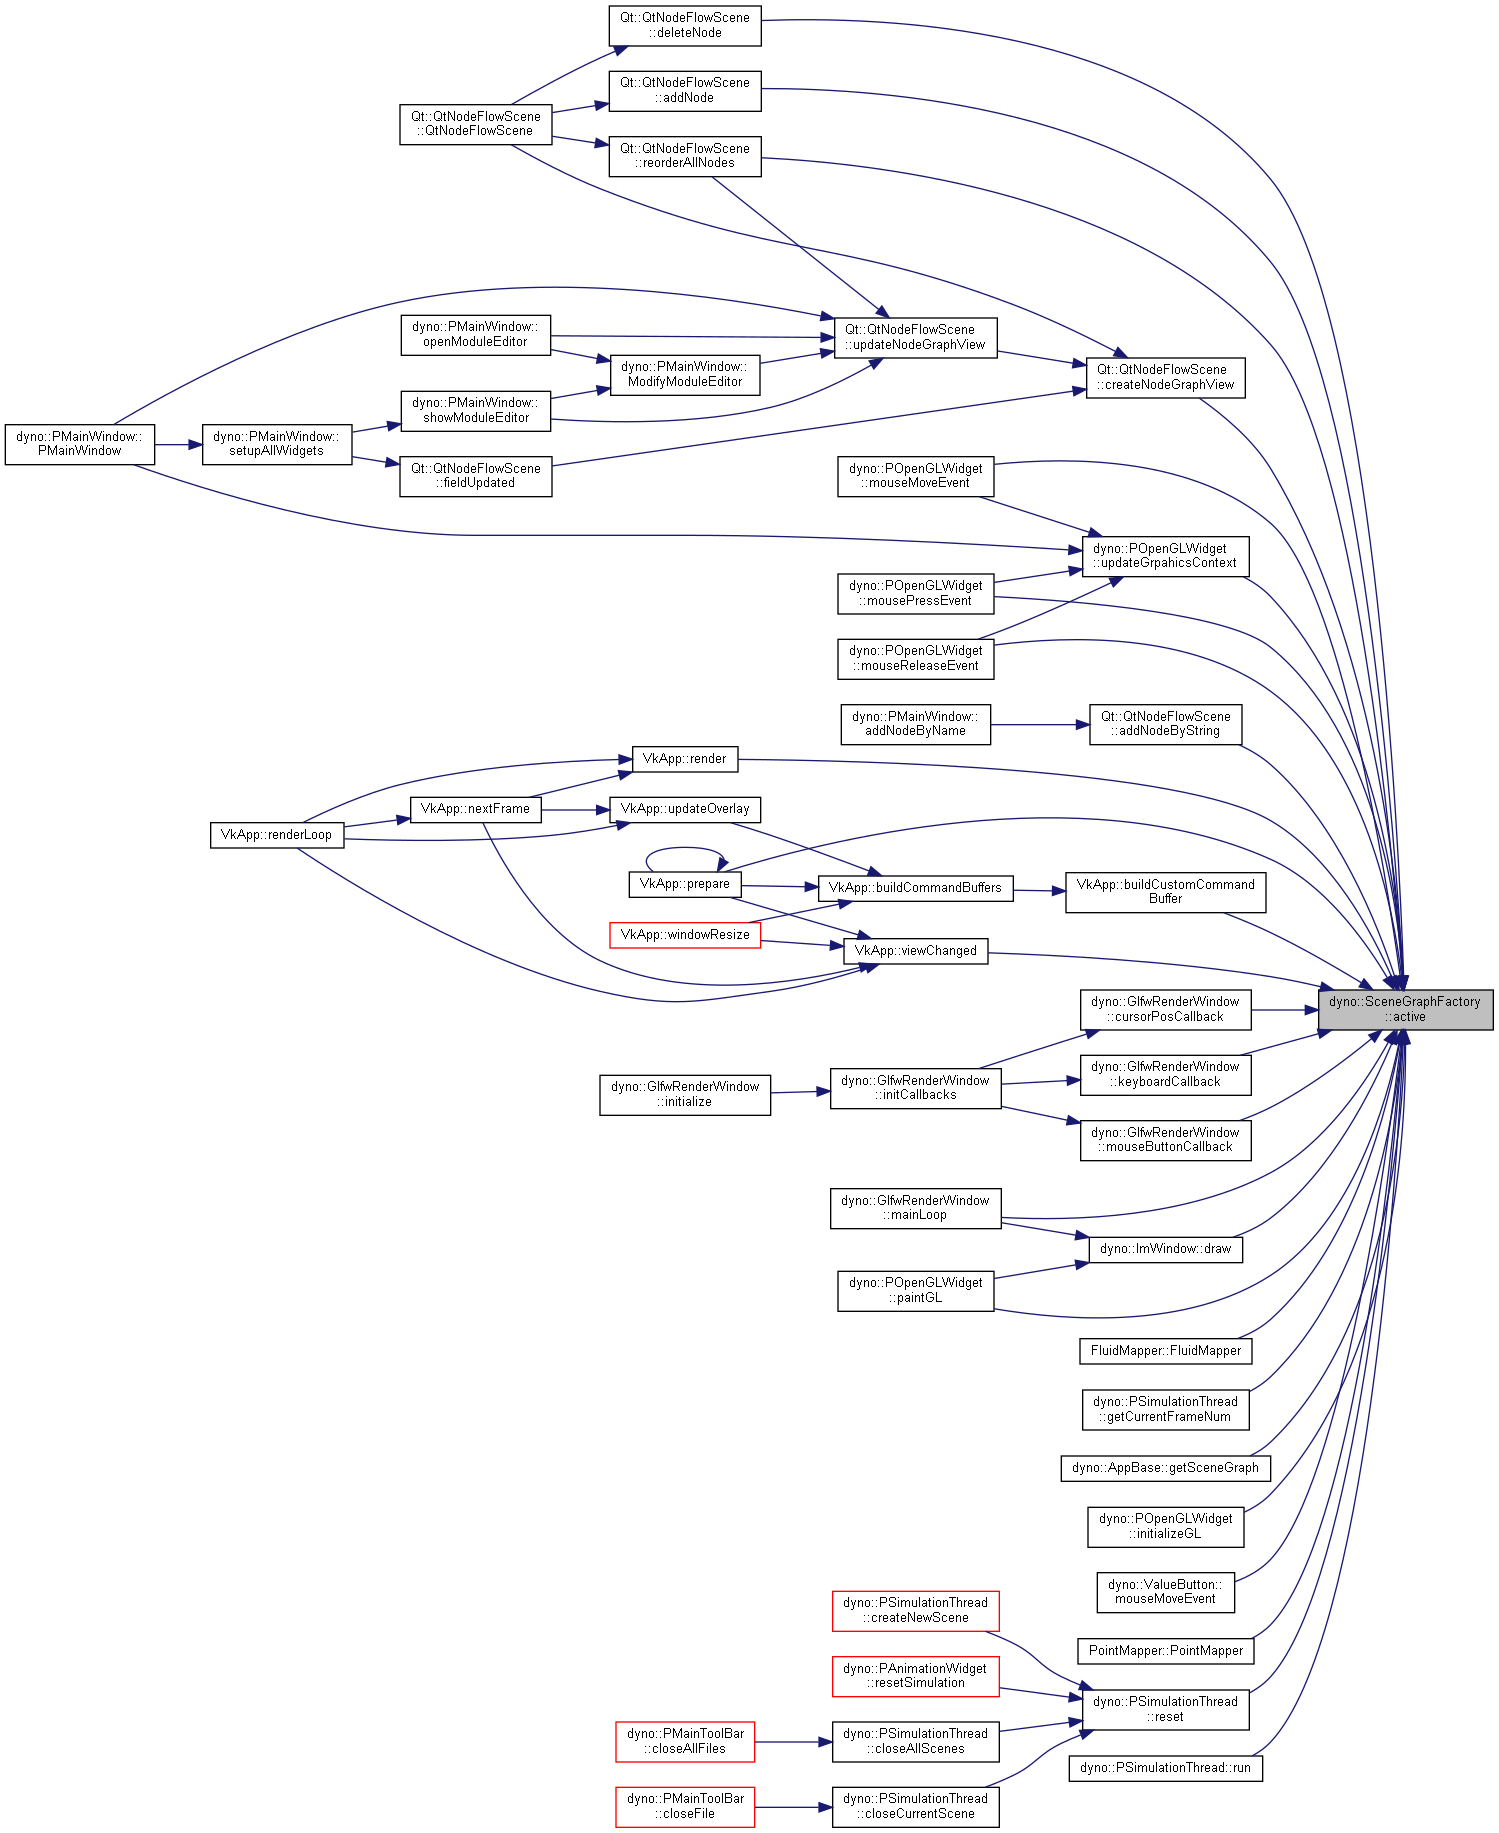 Qt::QtNodeFlowScene
::deleteNode
Qt::QtNodeFlowScene
::addNode
Qt::QtNodeFlowScene
::QtNodeFlowScene
Qt::QtNodeFlowScene
::reorderAllNodes
dyno::PMainWindow::
openModuleEditor
Qt::QtNodeFlowScene
::updateNodeGraphView
dyno::PMainWindow::
ModifyModuleEditor
Qt::QtNodeFlowScene
::createNodeGraphView
dyno::PMainWindow::
showModuleEditor
dyno::PMainWindow::
PMainWindow
dyno::PMainWindow::
setupAllWidgets
Qt::QtNodeFlowScene
::fieldUpdated
dyno::POpenGLWidget
::mouseMoveEvent
dyno::POpenGLWidget
::updateGrpahicsContext
dyno::POpenGLWidget
::mousePressEvent
dyno::POpenGLWidget
::mouseReleaseEvent
dyno::PMainWindow::
addNodeByName
Qt::QtNodeFlowScene
::addNodeByString
VkApp::render
VkApp::nextFrame
VkApp::updateOverlay
VkApp::renderLoop
VkApp::prepare
VkApp::buildCommandBuffers
VkApp::buildCustomCommand
Buffer
VkApp::windowResize
VkApp::viewChanged
dyno::SceneGraphFactory
::active
dyno::GlfwRenderWindow
::cursorPosCallback
dyno::GlfwRenderWindow
::keyboardCallback
dyno::GlfwRenderWindow
::initialize
dyno::GlfwRenderWindow
::initCallbacks
dyno::GlfwRenderWindow
::mouseButtonCallback
dyno::GlfwRenderWindow
::mainLoop
dyno::ImWindow::draw
dyno::POpenGLWidget
::paintGL
FluidMapper::FluidMapper
dyno::PSimulationThread
::getCurrentFrameNum
dyno::AppBase::getSceneGraph
dyno::POpenGLWidget
::initializeGL
dyno::ValueButton::
mouseMoveEvent
dyno::PSimulationThread
::createNewScene
PointMapper::PointMapper
dyno::PAnimationWidget
::resetSimulation
dyno::PSimulationThread
::reset
dyno::PMainToolBar
::closeAllFiles
dyno::PSimulationThread
::closeAllScenes
dyno::PSimulationThread::run
dyno::PMainToolBar
::closeFile
dyno::PSimulationThread
::closeCurrentScene